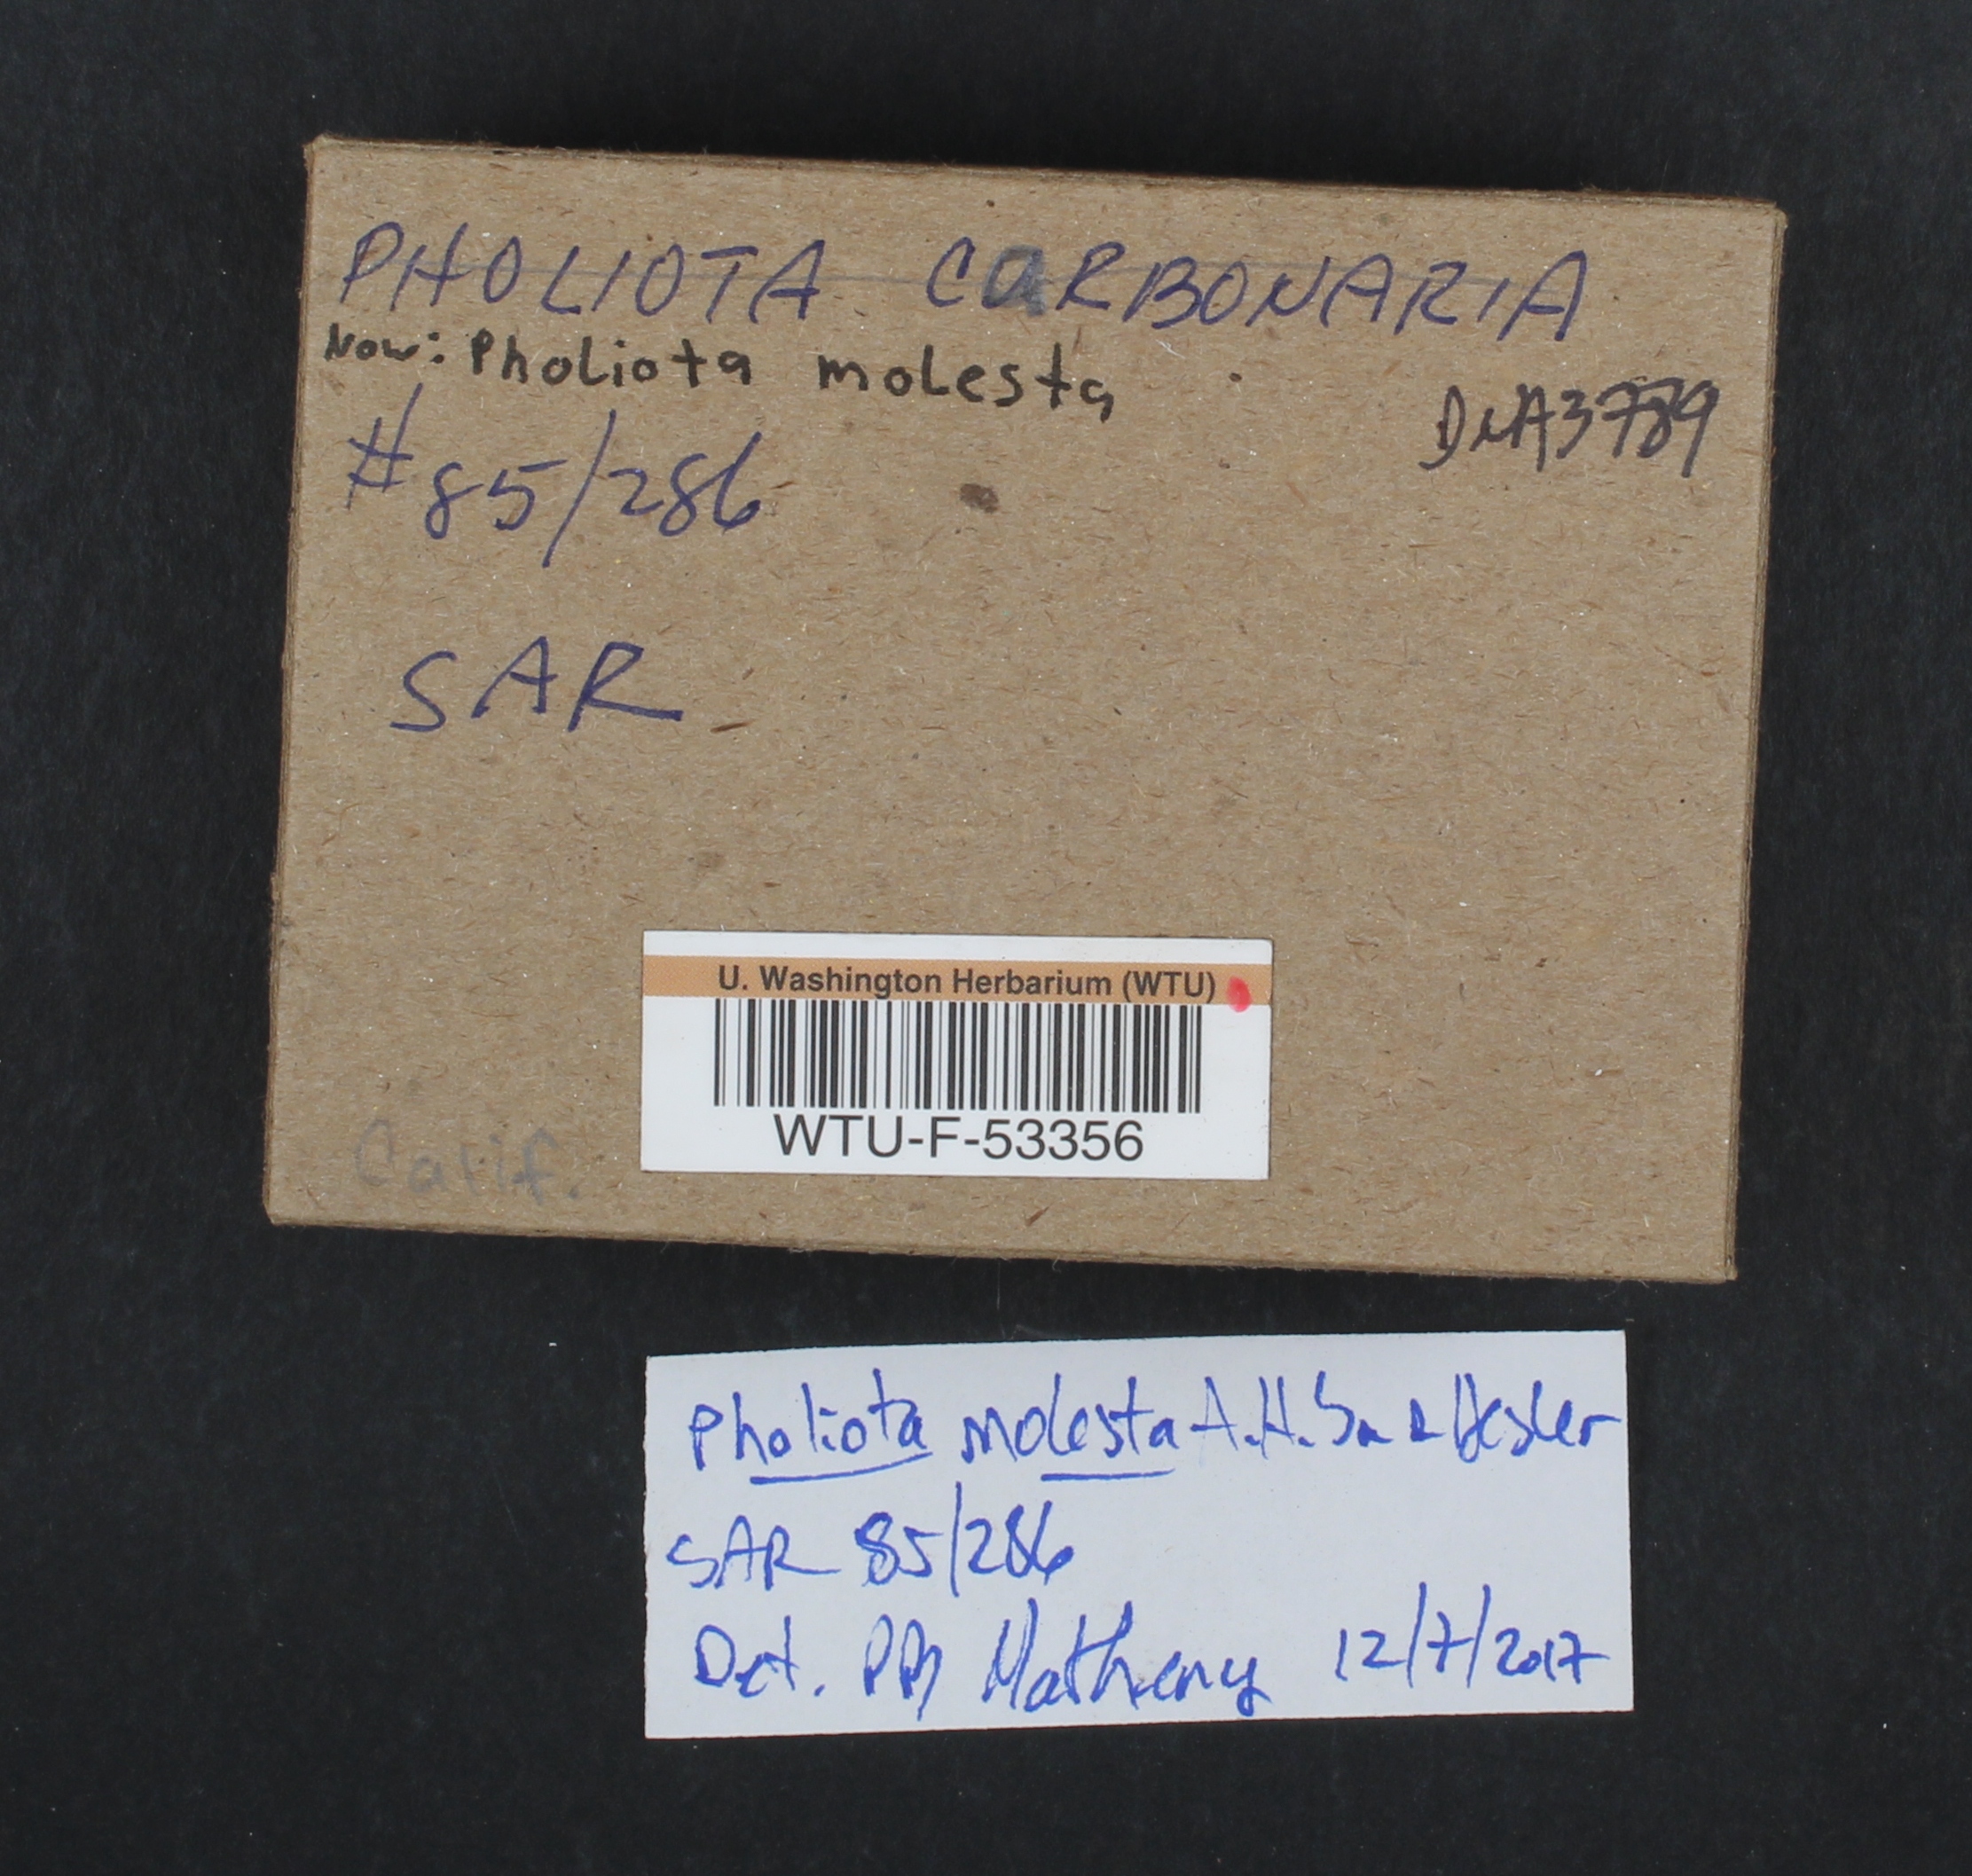 PHOLIOTA CaRBONARIA
Now: Pholiota molesta
DNA3789
#85/286
SAR
U. Washington Herbarium (WTU)
WTU-F-53356
Calif.
Pholiota molesta A.H. Sm & Hesler
SAR 85/286
Det. PB Matheny 12/7/2017